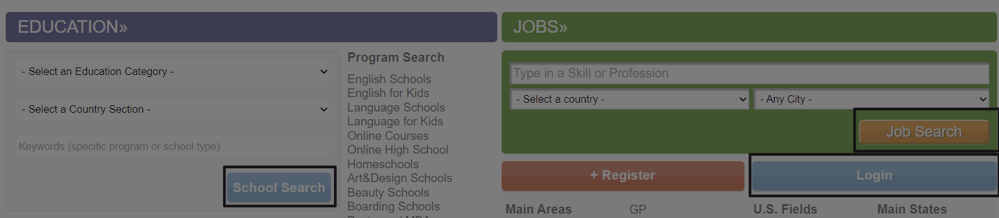 EDUCATION»
- Select an Education Category -
- Select a Country Section -
Keywords (specific program or school type)
School Search
Program Search
English Schools
English for Kids
Language Schools
Language for Kids
Online Courses
Online High School
Homeschools
Art&Design Schools
Beauty Schools
Boarding Schools
JOBS»
Type in a Skill or Profession
- Select a country -
- Any City -
Job Search
+ Register
Login
Main Areas
GP
U.S. Fields
Main States